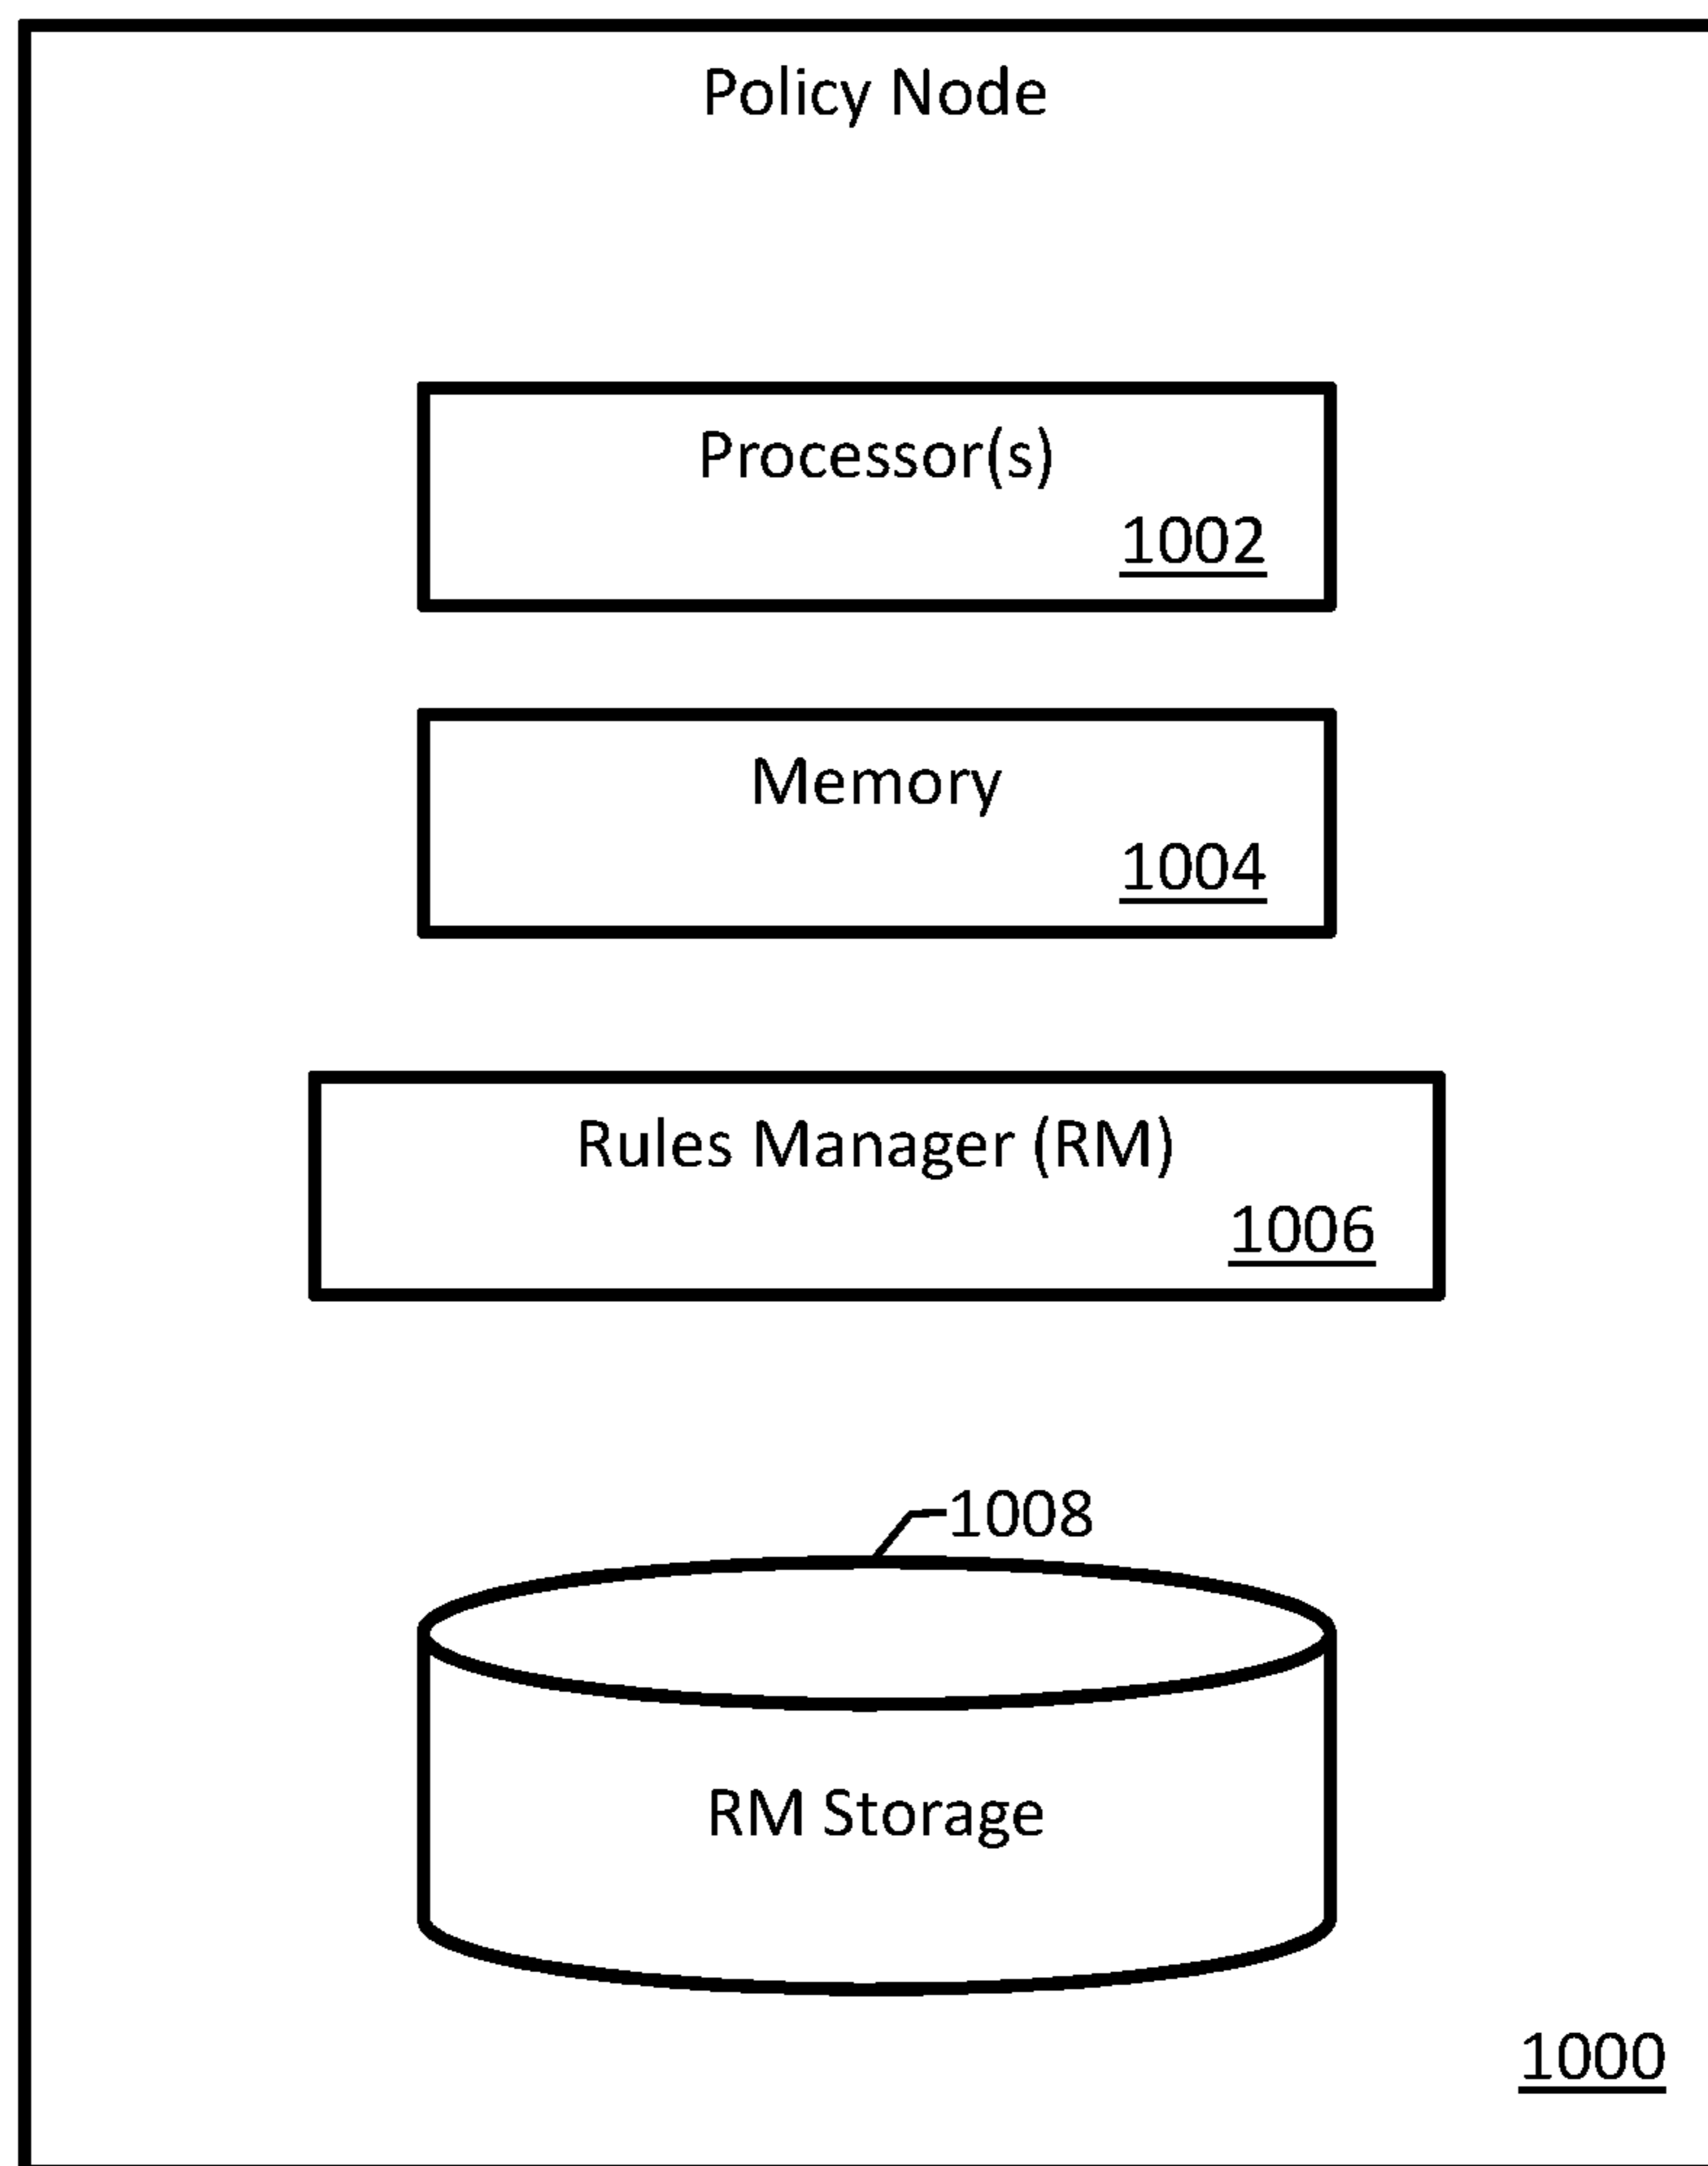 Policy Node
Processor(s)
1002
Memory
1004
Rules Manager (RM)
1006
1008
RM Storage
1000